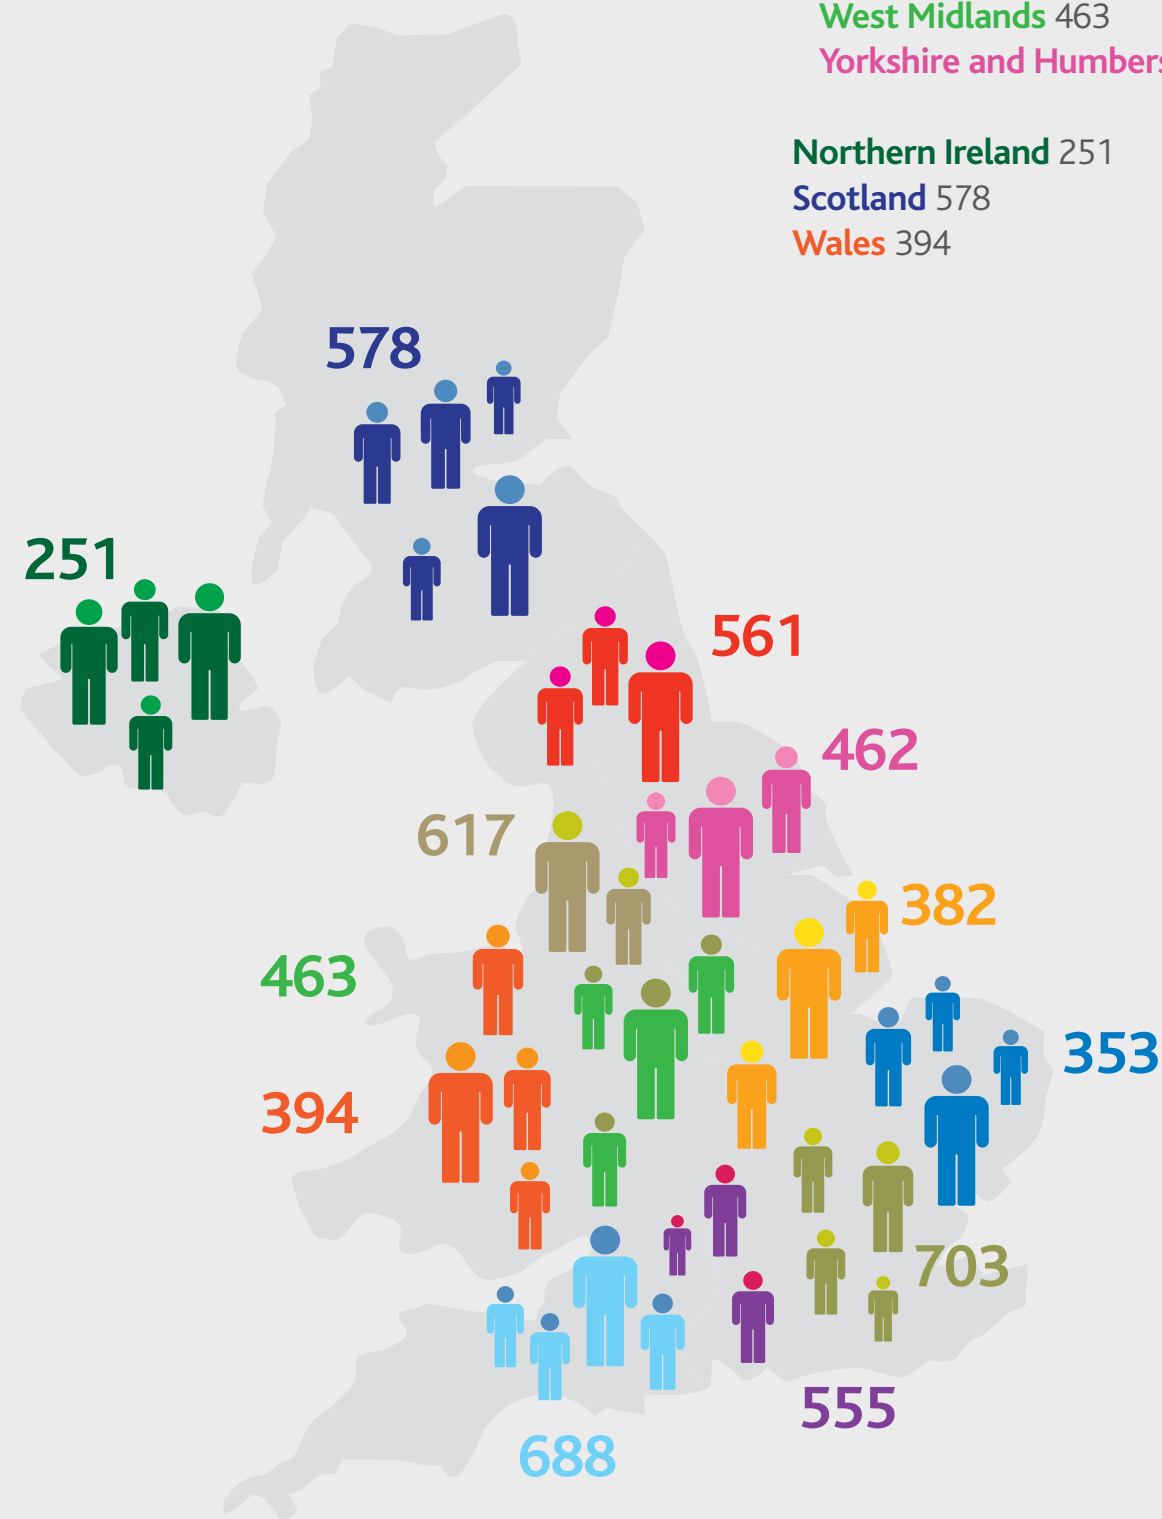 West Midlands 463
Yorkshire and
Northern Ireland 251
Scotland 578
Wales 394
578
251
561
462
617
382
463
353
394
703
555
688